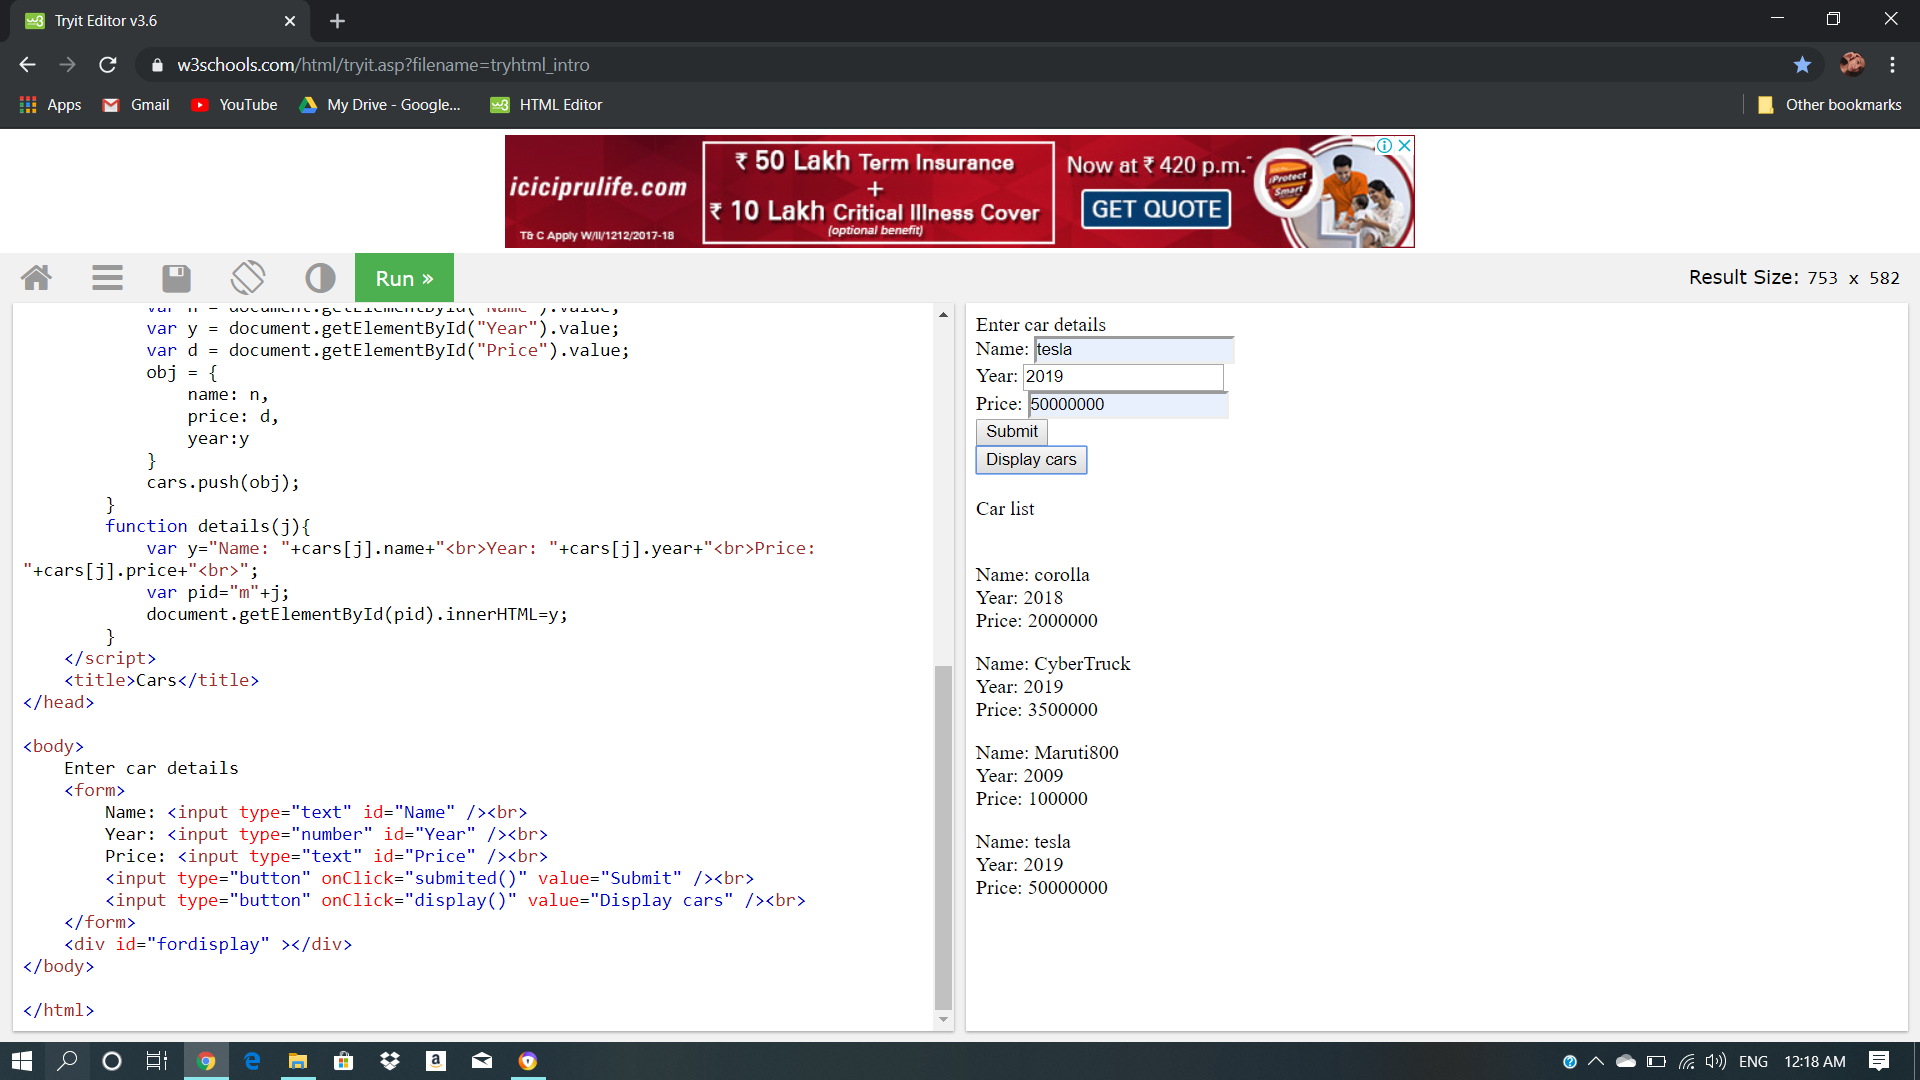 Tryit Editor v3.6
w3schools.com/html/tryit.asp?filename=tryhtml_intro
Apps Gmail YouTube My Drive - Google... HTML Editor Other bookmarks
iciciprulife.com
T& C Apply W/II/1212/2017-18
₹ 50 Lakh Term Insurance
+
₹ 10 Lakh Critical Illness Cover
(optional benefit)
Now at ₹ 420 p.m.*
GET QUOTE
iProtect
Smart
Run »
Result Size: 753 x 582
var n = document.getElementById("Name").value;
var y = document.getElementById("Year").value;
var d = document.getElementById("Price").value;
obj = {
name: n,
price: d,
year:y
}
cars.push(obj);
}
function details(j){
var y="Name: "+cars[j].name+"<br>Year: "+cars[j].year+"<br>Price:
"+cars[j].price+"<br>";
var pid="m"+j;
document.getElementById(pid).innerHTML=y;
}
</script>
<title>Cars</title>
</head>
<body>
Enter car details
<form>
Name: <input type="text" id="Name" /><br>
Year: <input type="number" id="Year" /><br>
Price: <input type="text" id="Price" /><br>
<input type="button" onClick="submited()" value="Submit" /><br>
<input type="button" onClick="display()" value="Display cars" /><br>
</form>
<div id="fordisplay" ></div>
</body>
</html>
Enter car details
Name: tesla
Year: 2019
Price: 50000000
Submit
Display cars
Car list
Name: corolla
Year: 2018
Price: 2000000
Name: CyberTruck
Year: 2019
Price: 3500000
Name: Maruti800
Year: 2009
Price: 100000
Name: tesla
Year: 2019
Price: 50000000
ENG 12:18 AM